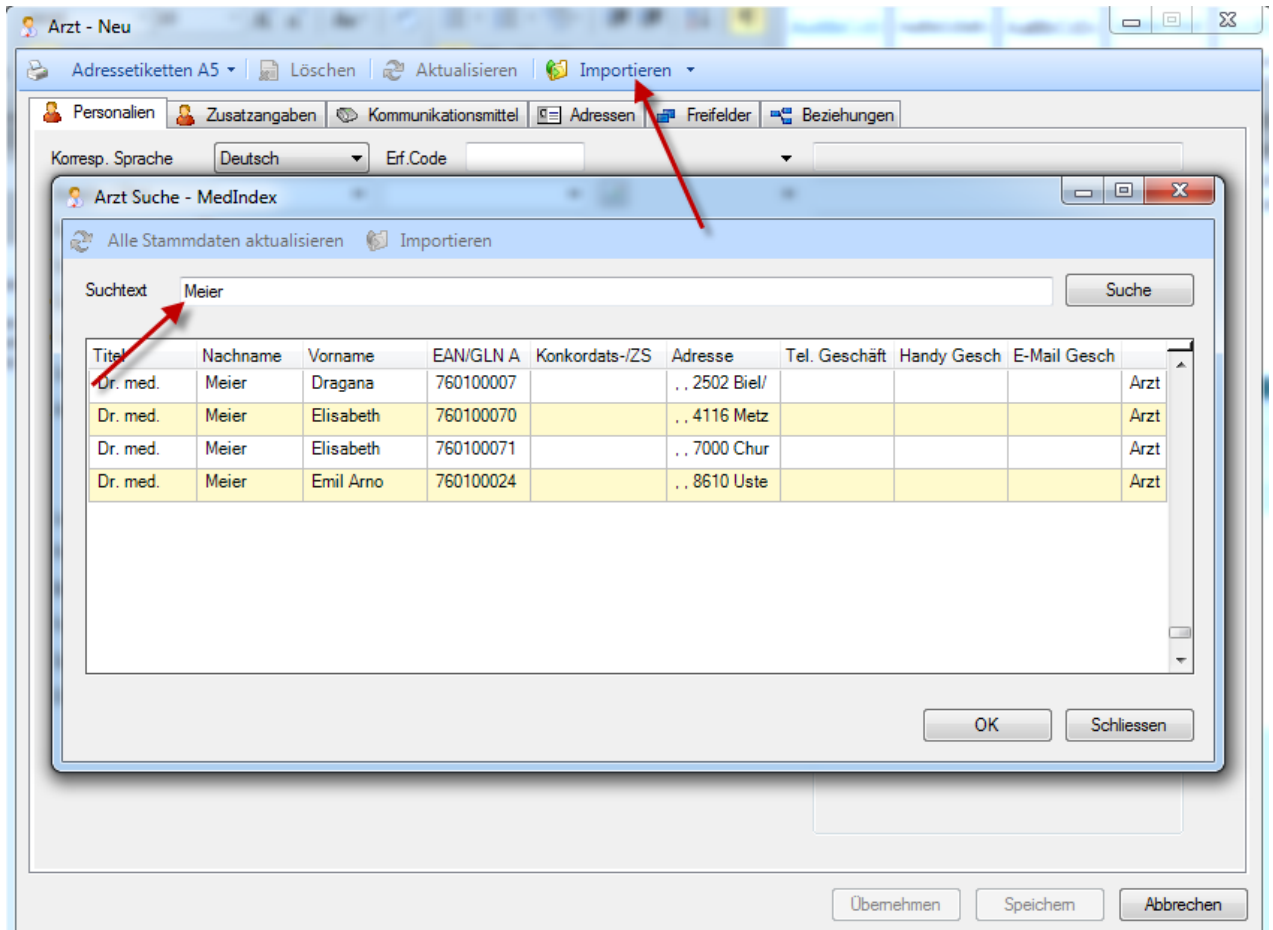 Arzt - Neu
Adressetiketten A5 Löschen Aktualisieren Importieren
Personalien Zusatzangaben Kommunikationsmittel Adressen Freifelder Beziehungen
Korresp. Sprache Deutsch Erf.Code
Arzt Suche - MedIndex
Alle Stammdaten aktualisieren Importieren
Suchtext Meier Suche
Titel Nachname Vorname EAN/GLN A Konkordats-/ZS Adresse Tel. Geschäft Handy Gesch E-Mail Gesch
Dr. med. Meier Dragana 760100007 , , 2502 Biel/ Arzt
Dr. med. Meier Elisabeth 760100070 , , 4116 Metz Arzt
Dr. med. Meier Elisabeth 760100071 , , 7000 Chur Arzt
Dr. med. Meier Emil Arno 760100024 , , 8610 Uste Arzt
OK Schliessen
Übernehmen Speichern Abbrechen